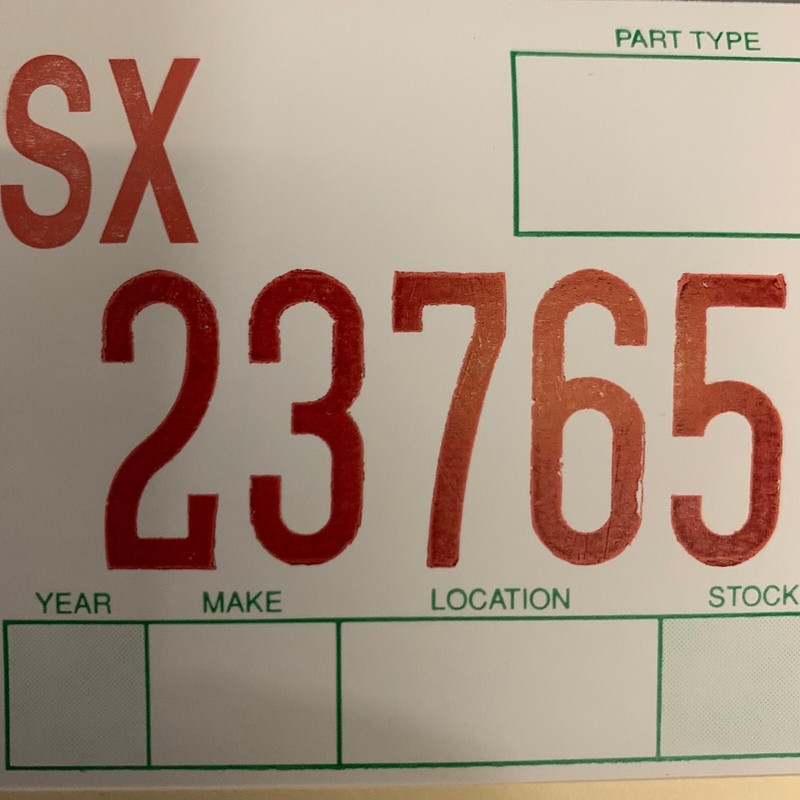 PART TYPE
SX
23765
YEAR MAKE LOCATION STOCK